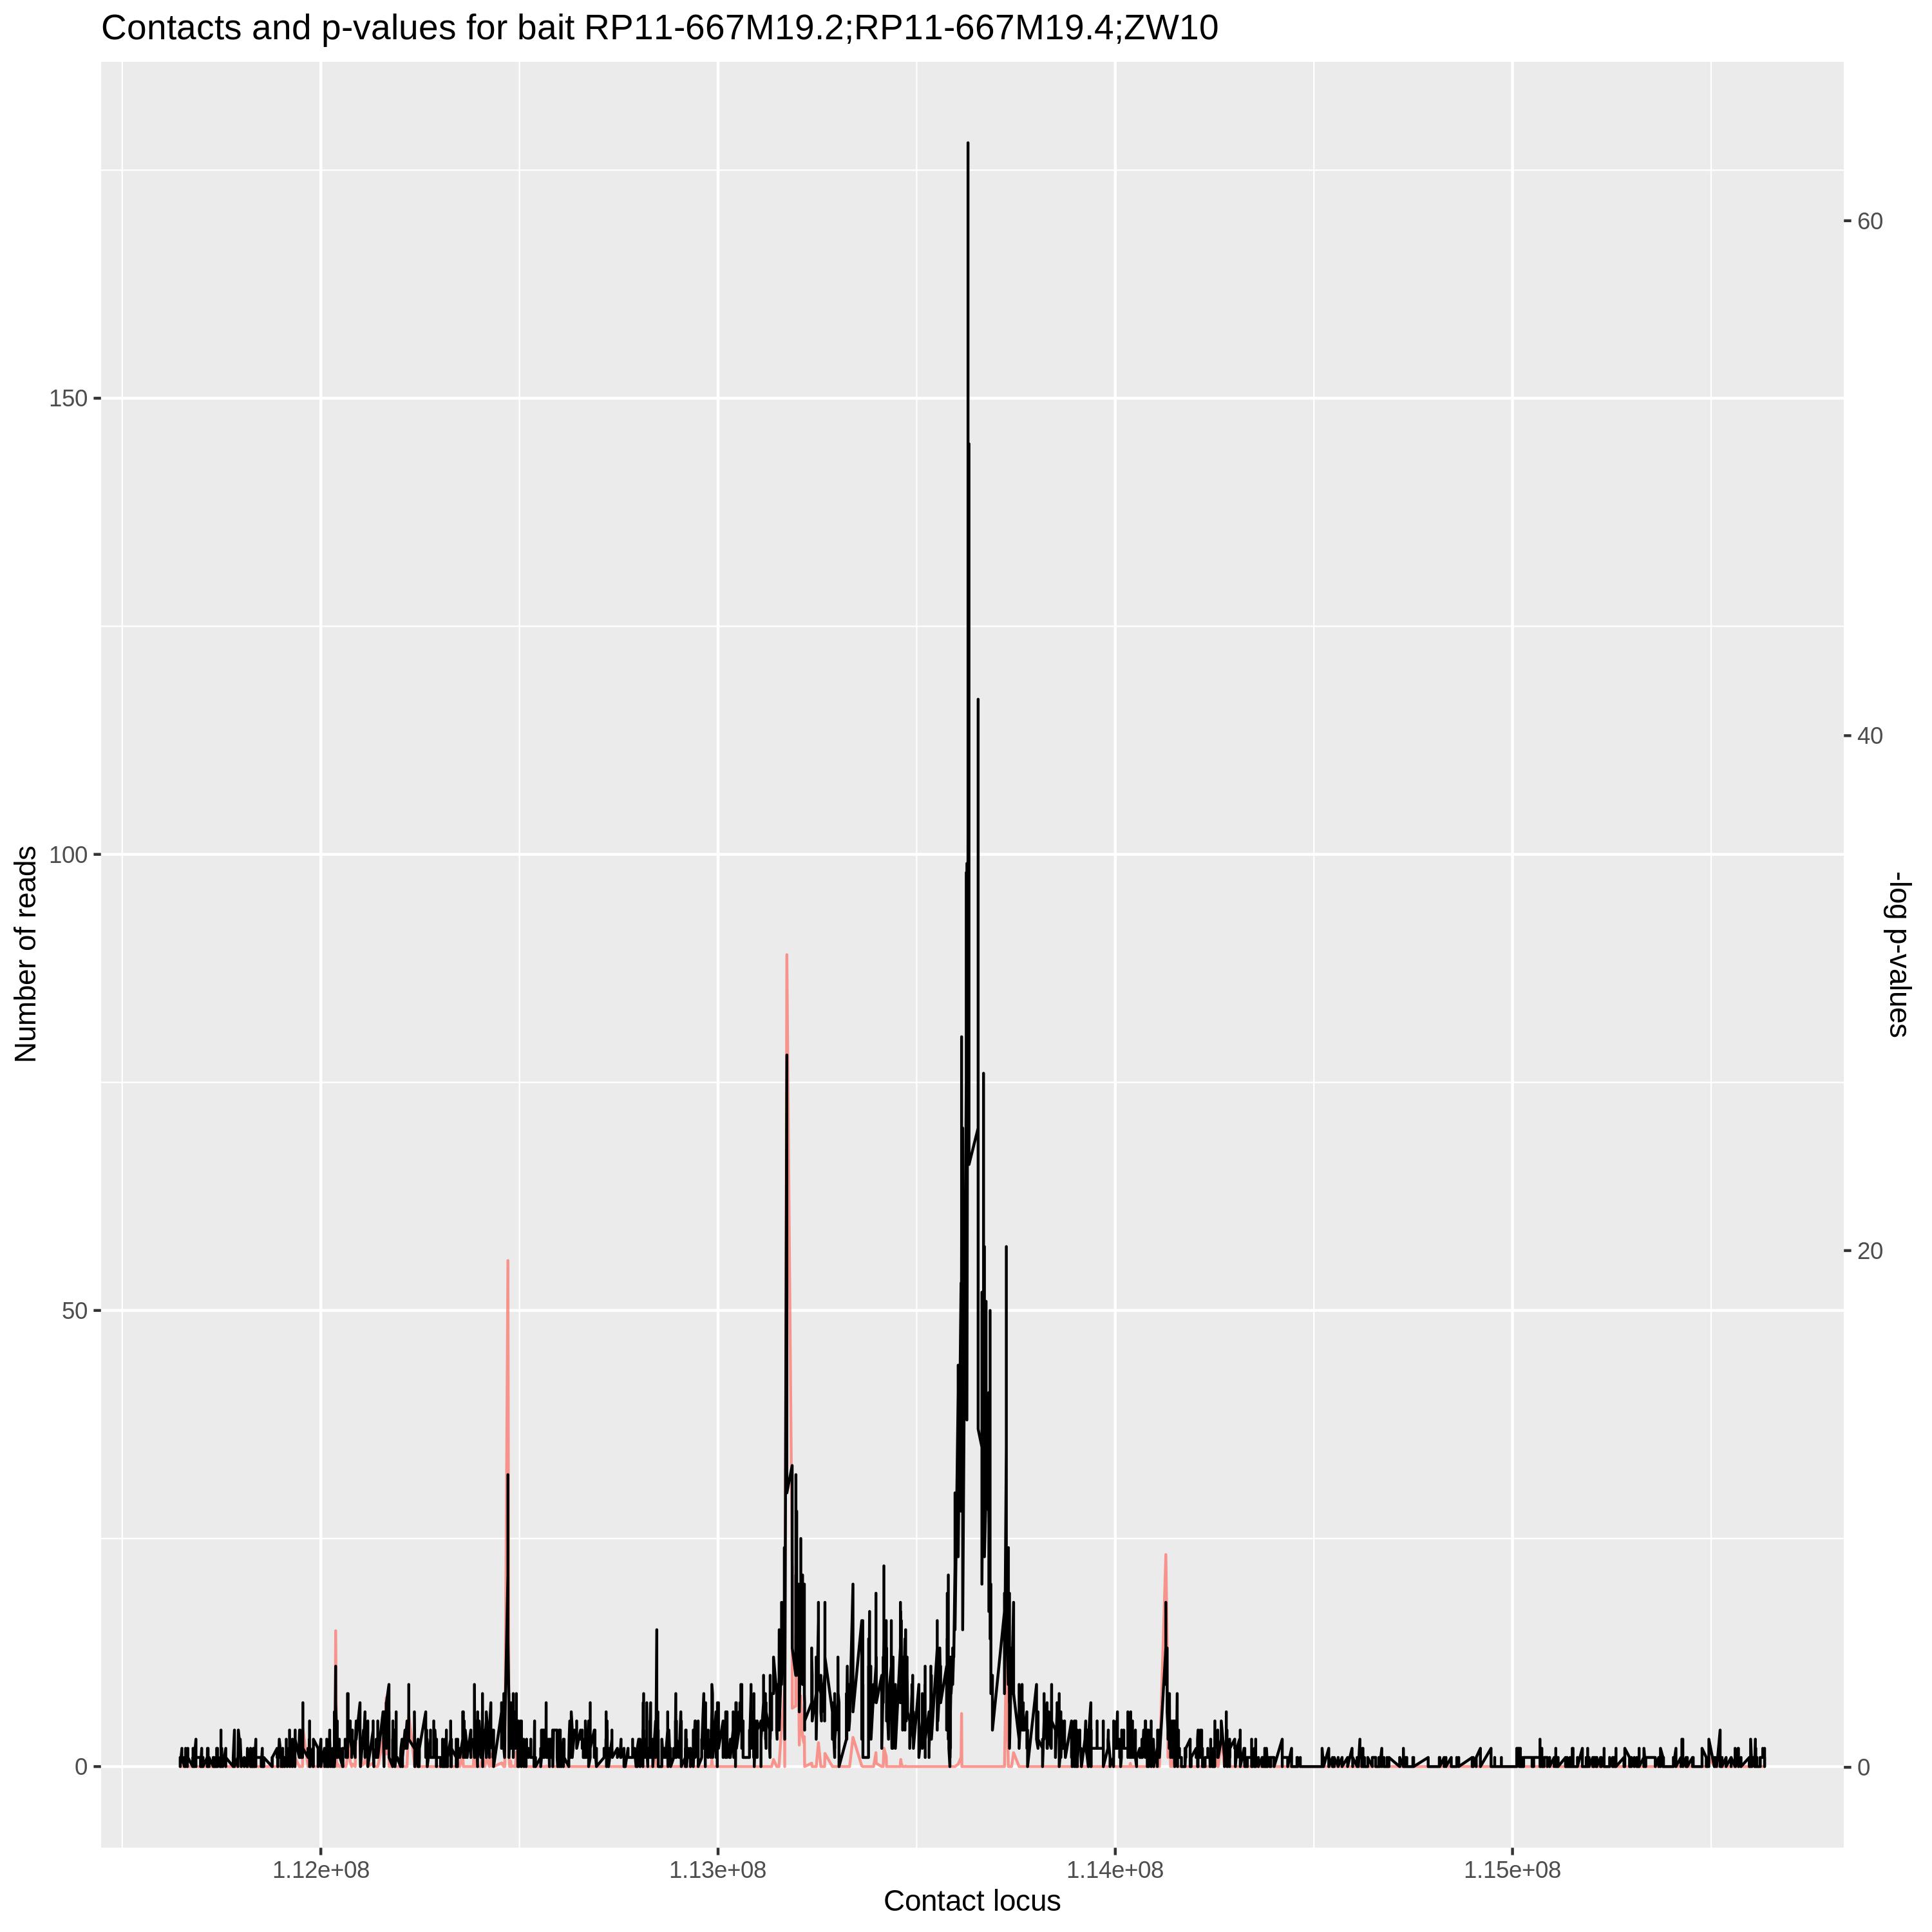 Contacts and p-values for bait RP11-667M19.2;RP11-667M19.4;ZW10
150
100
50
0
Number of reads
60
40
20
0
-log p-values
1.12e+08
1.13e+08
1.14e+08
1.15e+08
Contact locus